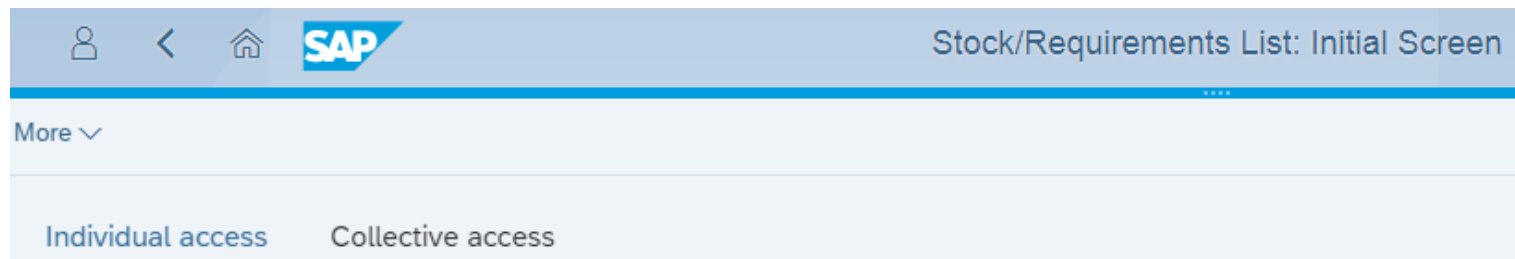 SAP Stock/Requirements List: Initial Screen
More
Individual access Collective access